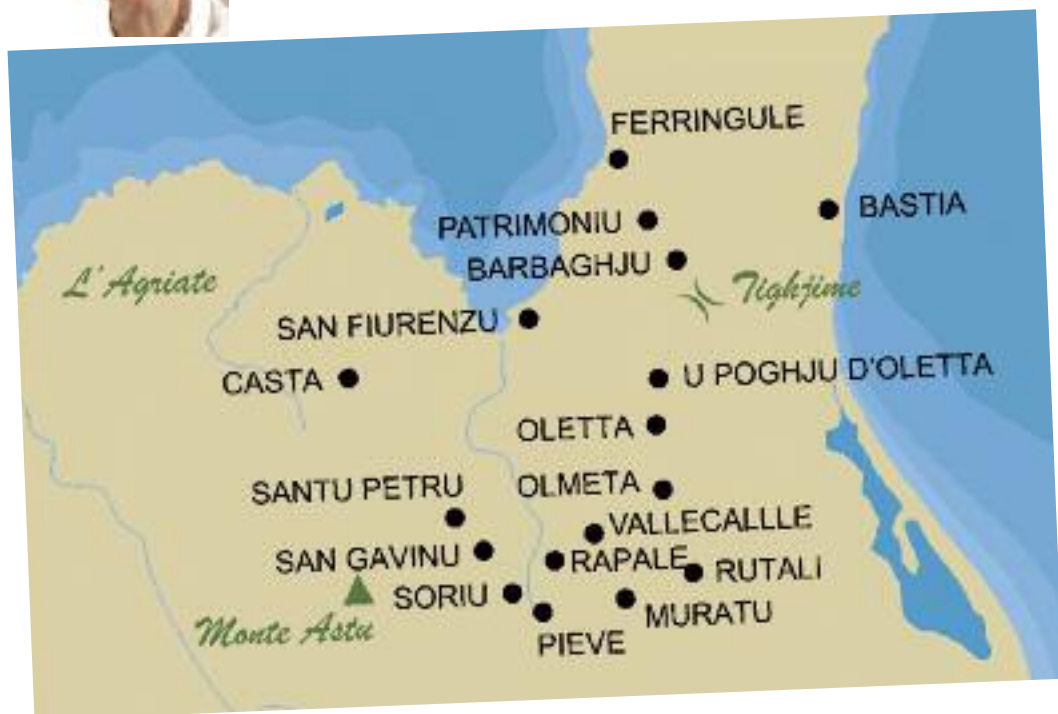 FERRINGULE
BASTIA
PATRIMONIU
BARBAGHJU
L'Agriate
Tighjime
SAN FIURENZU
CASTA
U POGHJU D'OLETTA
OLETTA
SANTU PETRU
OLMETA
VALLECALLLE
SAN GAVINU
RAPALE
RUTALI
SORIU
MURATU
Monte Astu
PIEVE